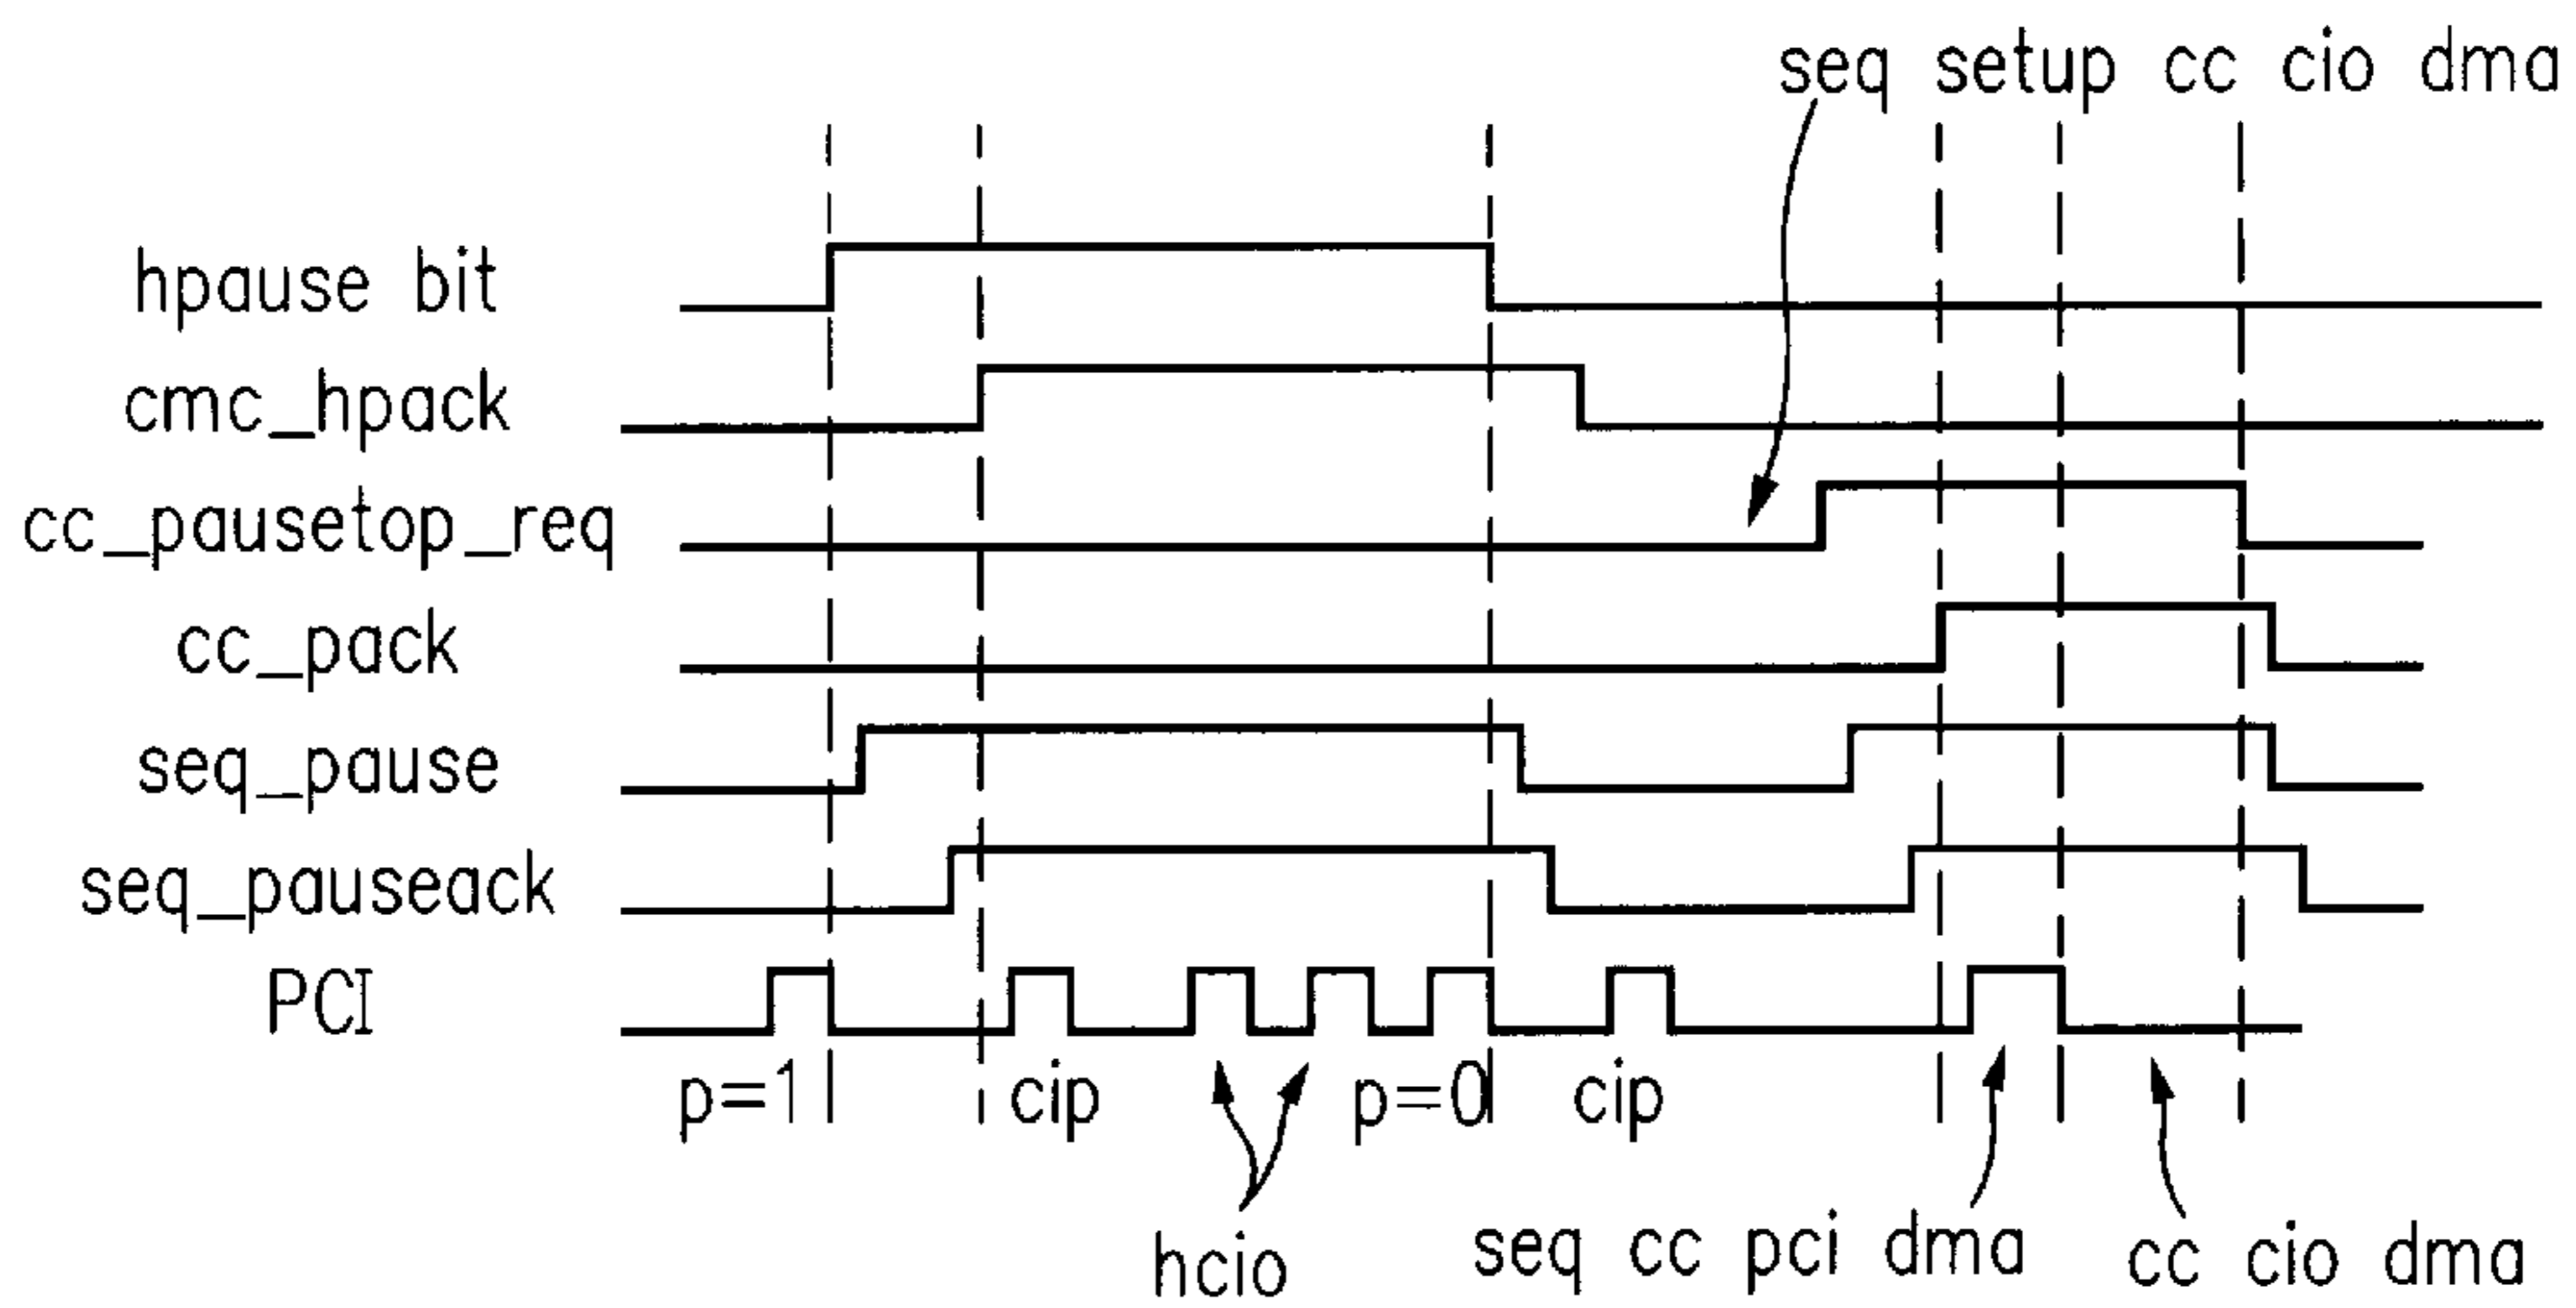 seq setup cc cio dma
hpause bit
cmc_hpack
cc_pausetop_req
cc_pack
seq_pause
seq_pauseack
PCI
p=1 cip p=0 cip
hcio seq cc pci dma cc cio dma